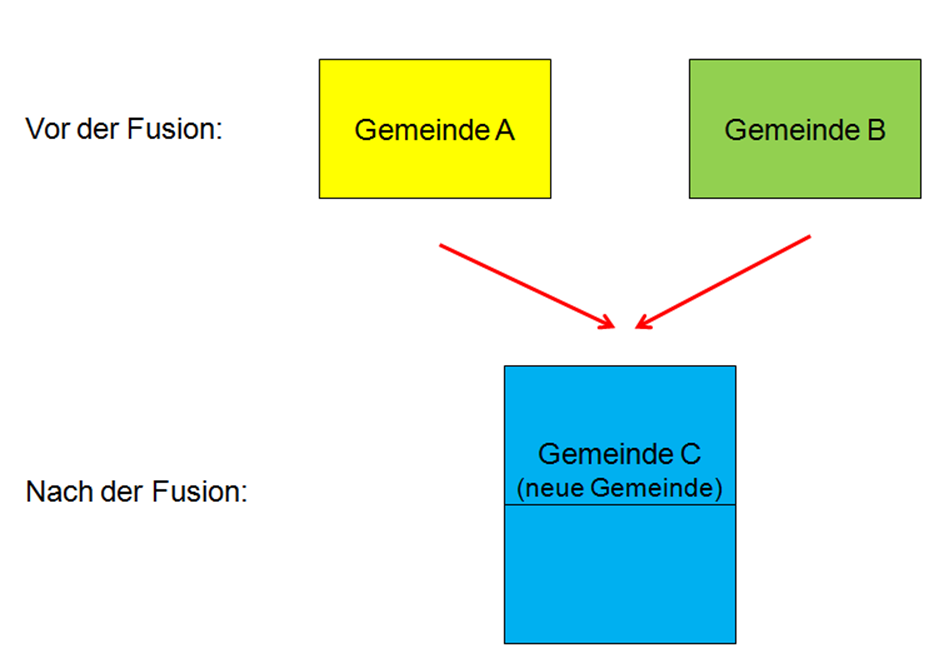 Vor der Fusion:
Gemeinde A
Gemeinde B
Nach der Fusion:
Gemeinde C
(neue Gemeinde)